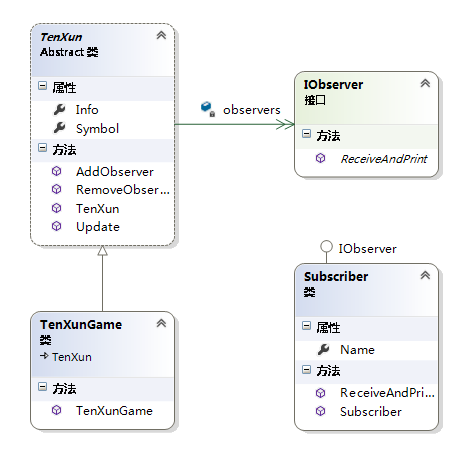 TenXun
Abstract 类
属性
Info
Symbol
方法
AddObserver
RemoveObser...
TenXun
Update
observers
IObserver
接口
方法
ReceiveAndPrint
TenXunGame
类
TenXun
方法
TenXunGame
IObserver
Subscriber
类
属性
Name
方法
ReceiveAndPri...
Subscriber